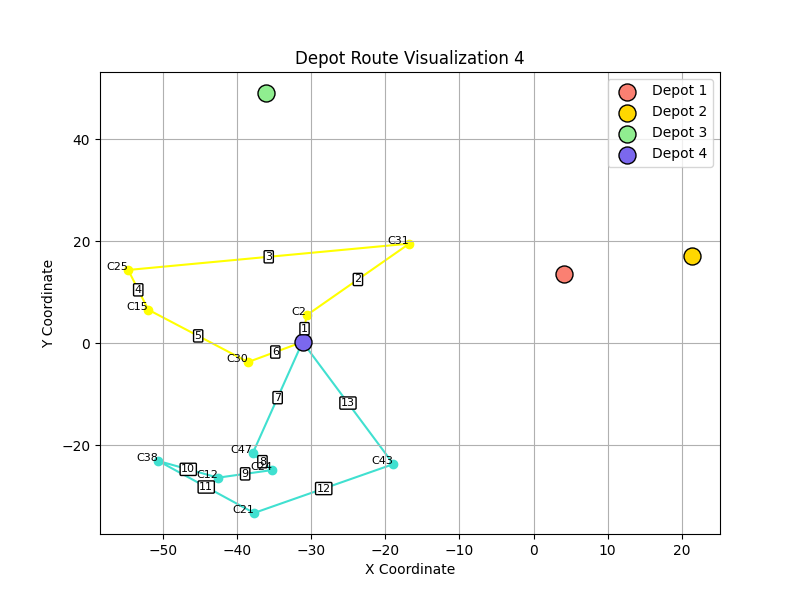 Depot Route Visualization 4
Depot 1
Depot 2
Depot 3
Depot 4
Y Coordinate
40
20
0
−20
C31
C25
3
2
4
C15
C2
1
5
C30
6
7
13
C47
8
C24
C38
10
9
C12
C43
11
12
C21
−50
−40
−30
−20
−10
0
10
20
X Coordinate